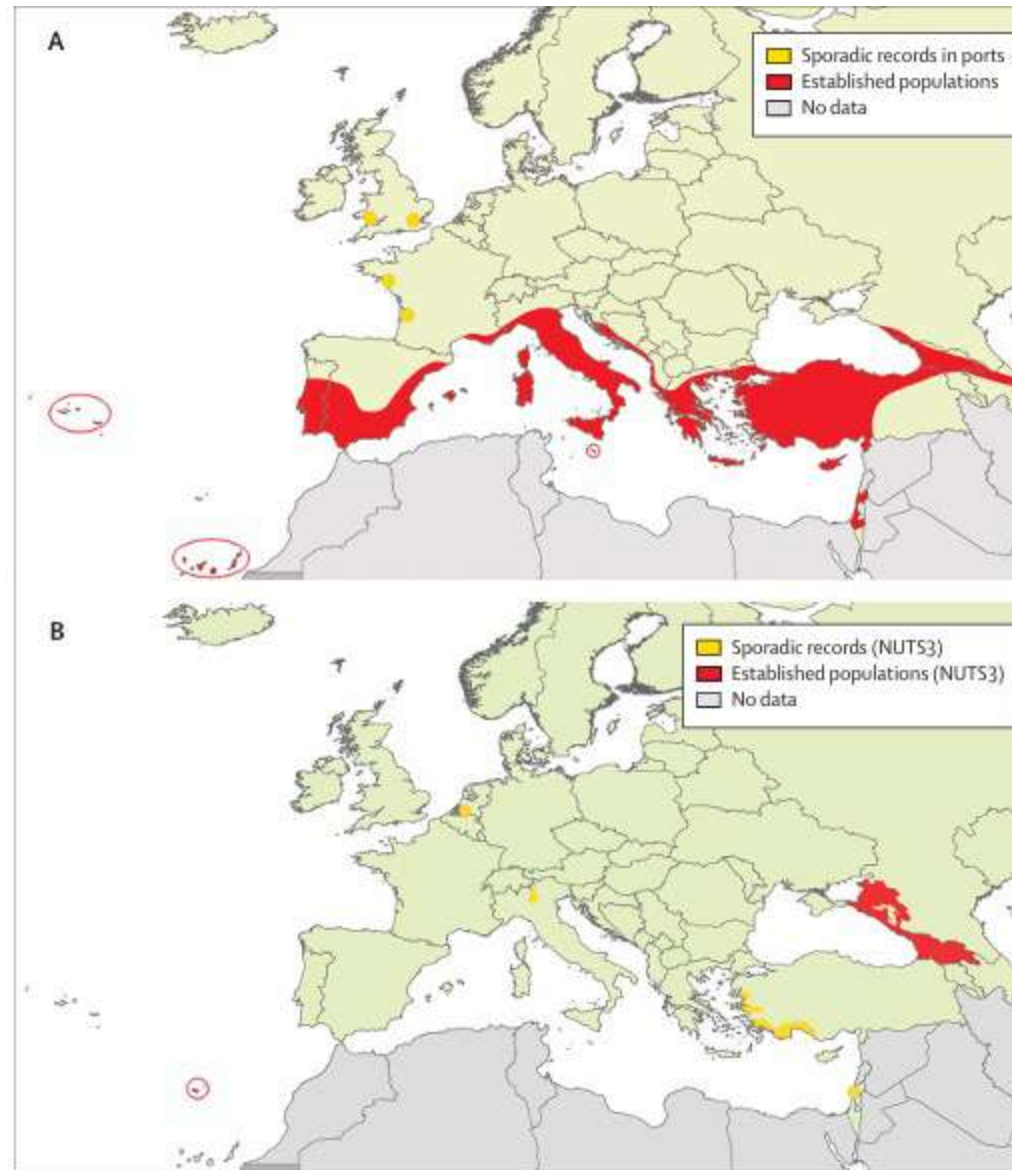 A
Sporadic records in ports
Established populations
No data
B
Sporadic records (NUTS3)
Established populations (NUTS3)
No data